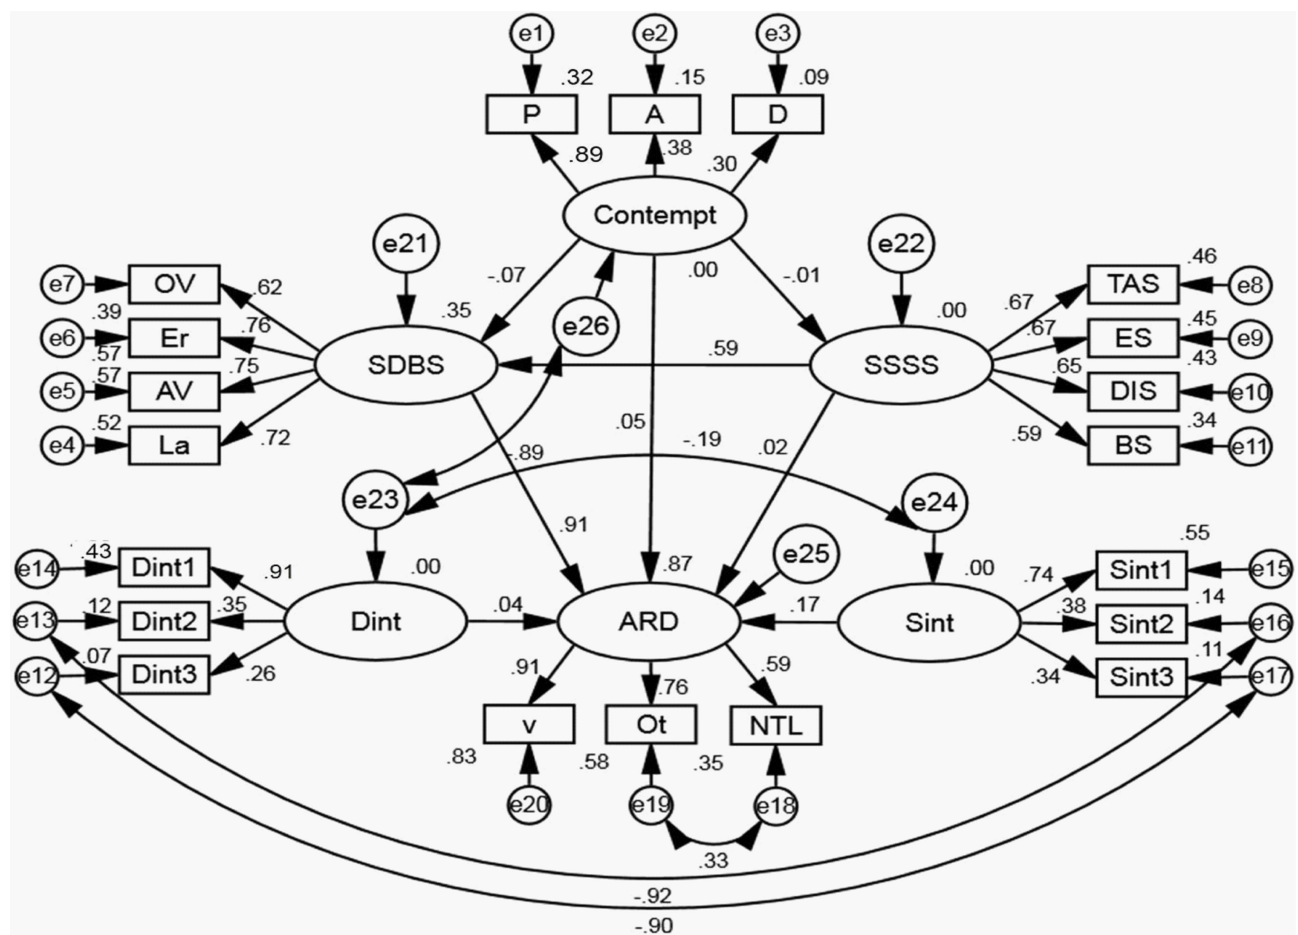 e1 e2 e3
.32 .15 .09
P A D
.89 .38 .30
Contempt
e21 e22
-.07 .00 -.01
e7 OV .62 .46 TAS e8
.35 e26 .00 .67
.39 e6 Er .76 .67 ES .45 e9
.57 SDBS .59 SSSS .43
.57 e5 AV .75 .65 DIS e10
.52 e4 La .72 .05 -.19 .02 .59 BS .34 e11
-.89
e23 e24
.91 e25 .55
e14 .43 Dint1 .91 .00 .87 .00 .74 Sint1 e15
e13 .12 Dint2 .35 Dint .04 ARD .17 Sint .38 Sint2 .14 e16
e12 .07 Dint3 .26 .34 Sint3 .11 e17
.91 .76 .59
v Ot NTL
.83 .58 .35
e20 e19 e18
.33
-.92
-.90